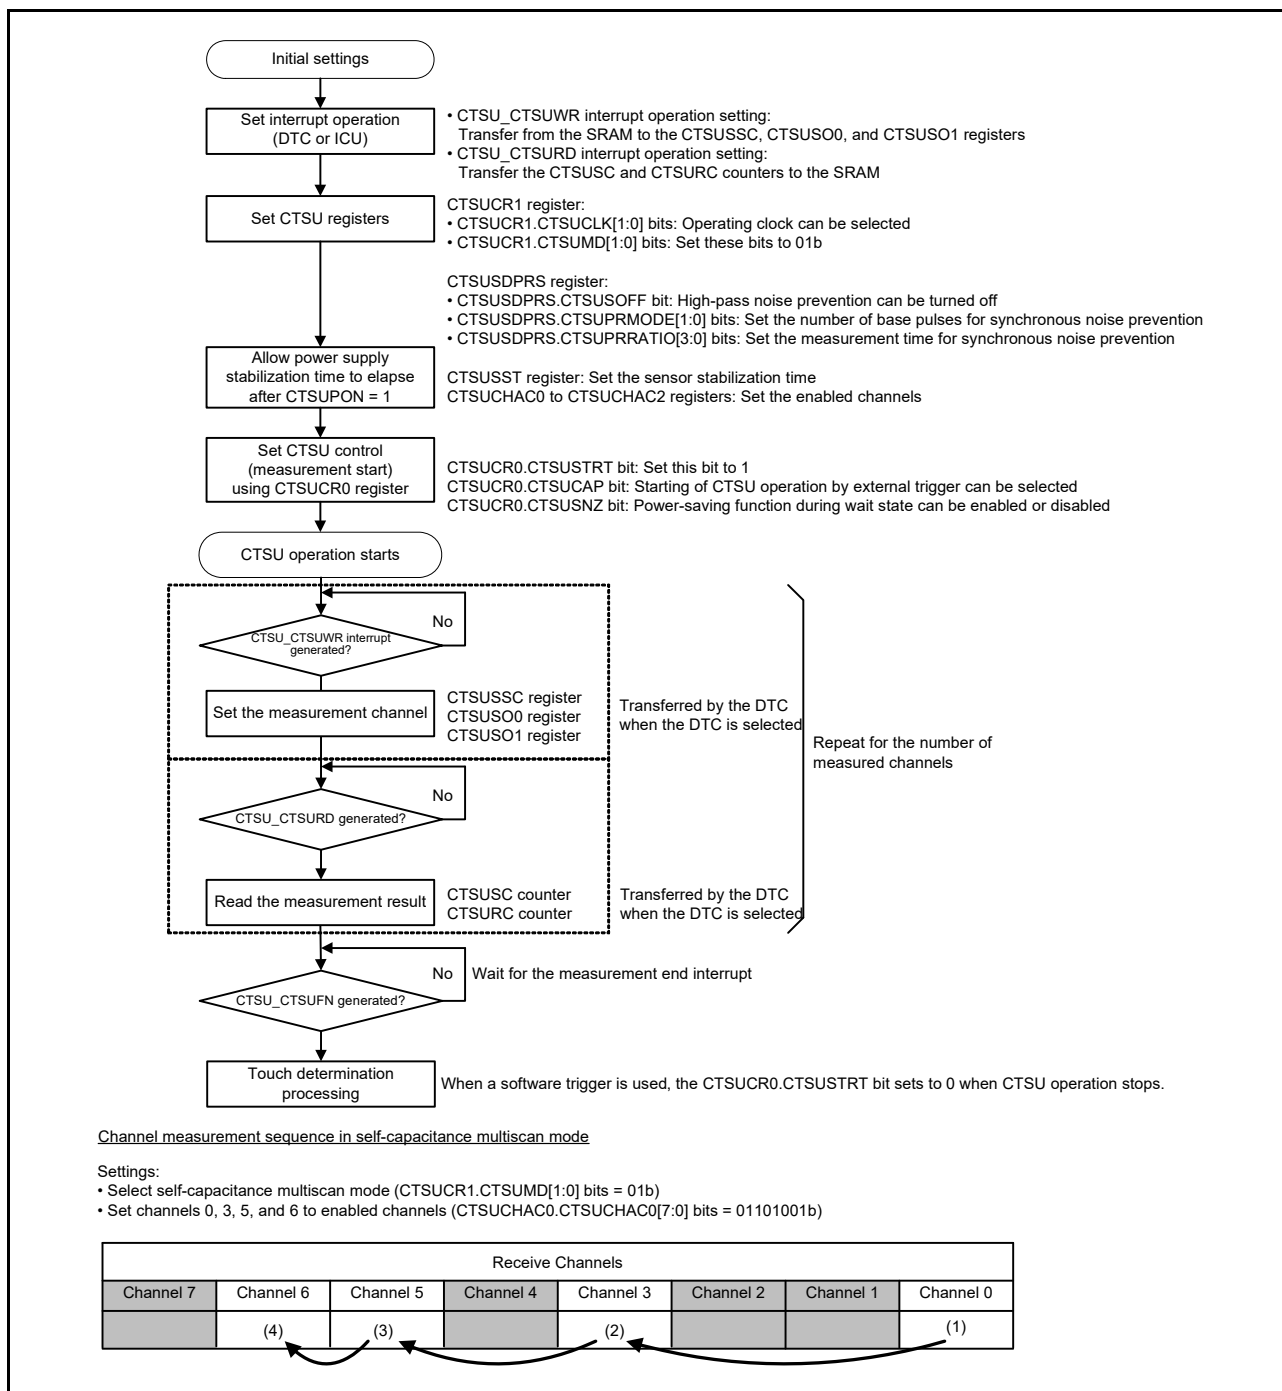 Initial settings
Set interrupt operation
(DTC or ICU)
• CTSU_CTSUWR interrupt operation setting:
Transfer from the SRAM to the CTSUSSC, CTSUSO0, and CTSUSO1 registers
• CTSU_CTSURD interrupt operation setting:
Transfer the CTSUSC and CTSURC counters to the SRAM
Set CTSU registers
CTSUCR1 register:
• CTSUCR1.CTSUCLK[1:0] bits: Operating clock can be selected
• CTSUCR1.CTSUMD[1:0] bits: Set these bits to 01b
CTSUSDPRS register:
• CTSUSDPRS.CTSUSOFF bit: High-pass noise prevention can be turned off
• CTSUSDPRS.CTSUPRMODE[1:0] bits: Set the number of base pulses for synchronous noise prevention
• CTSUSDPRS.CTSUPRRATIO[3:0] bits: Set the measurement time for synchronous noise prevention
Allow power supply
stabilization time to elapse
after CTSUPON = 1
CTSUSST register: Set the sensor stabilization time
CTSUCHAC0 to CTSUCHAC2 registers: Set the enabled channels
Set CTSU control
(measurement start)
using CTSUCR0 register
CTSUCR0.CTSUSTRT bit: Set this bit to 1
CTSUCR0.CTSUCAP bit: Starting of CTSU operation by external trigger can be selected
CTSUCR0.CTSUSNZ bit: Power-saving function during wait state can be enabled or disabled
CTSU operation starts
CTSU_CTSUWR interrupt
generated?
No
Set the measurement channel
CTSUSSC register
CTSUSO0 register
CTSUSO1 register
Transferred by the DTC
when the DTC is selected
Repeat for the number of
measured channels
No
CTSU_CTSURD generated?
Read the measurement result
CTSUSC counter
CTSURC counter
Transferred by the DTC
when the DTC is selected
No
Wait for the measurement end interrupt
CTSU_CTSUFN generated?
Touch determination
processing
When a software trigger is used, the CTSUCR0.CTSUSTRT bit sets to 0 when CTSU operation stops.
Channel measurement sequence in self-capacitance multiscan mode
Settings:
• Select self-capacitance multiscan mode (CTSUCR1.CTSUMD[1:0] bits = 01b)
• Set channels 0, 3, 5, and 6 to enabled channels (CTSUCHAC0.CTSUCHAC0[7:0] bits = 01101001b)
Receive Channels
Channel 7 Channel 6 Channel 5 Channel 4 Channel 3 Channel 2 Channel 1 Channel 0
(4) (3) (2) (1)